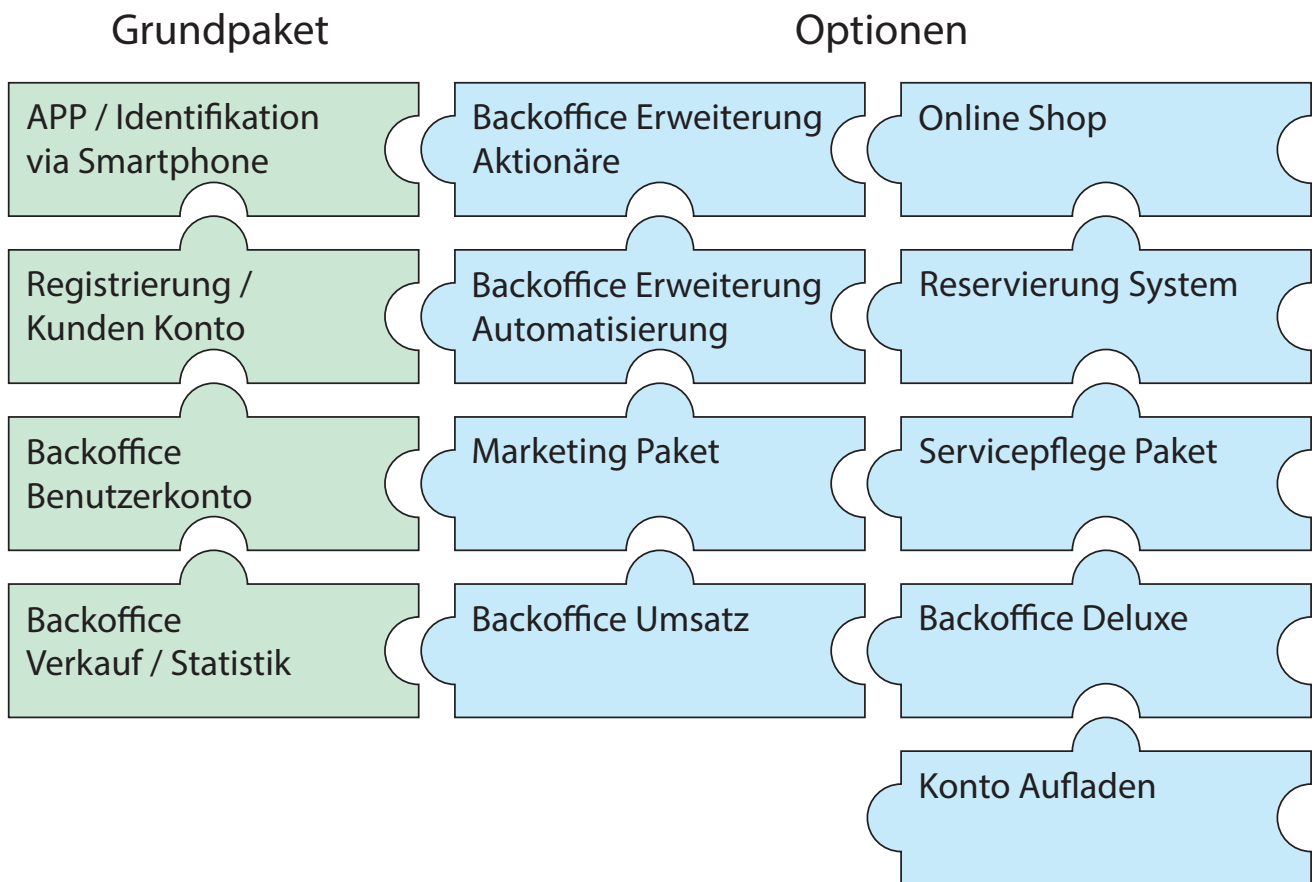 Grundpaket
Optionen
APP / Identifikation
via Smartphone
Backoffice Erweiterung
Aktionäre
Online Shop
Registrierung /
Kunden Konto
Backoffice Erweiterung
Automatisierung
Reservierung System
Backoffice
Benutzerkonto
Marketing Paket
Servicepflege Paket
Backoffice
Verkauf / Statistik
Backoffice Umsatz
Backoffice Deluxe
Konto Aufladen